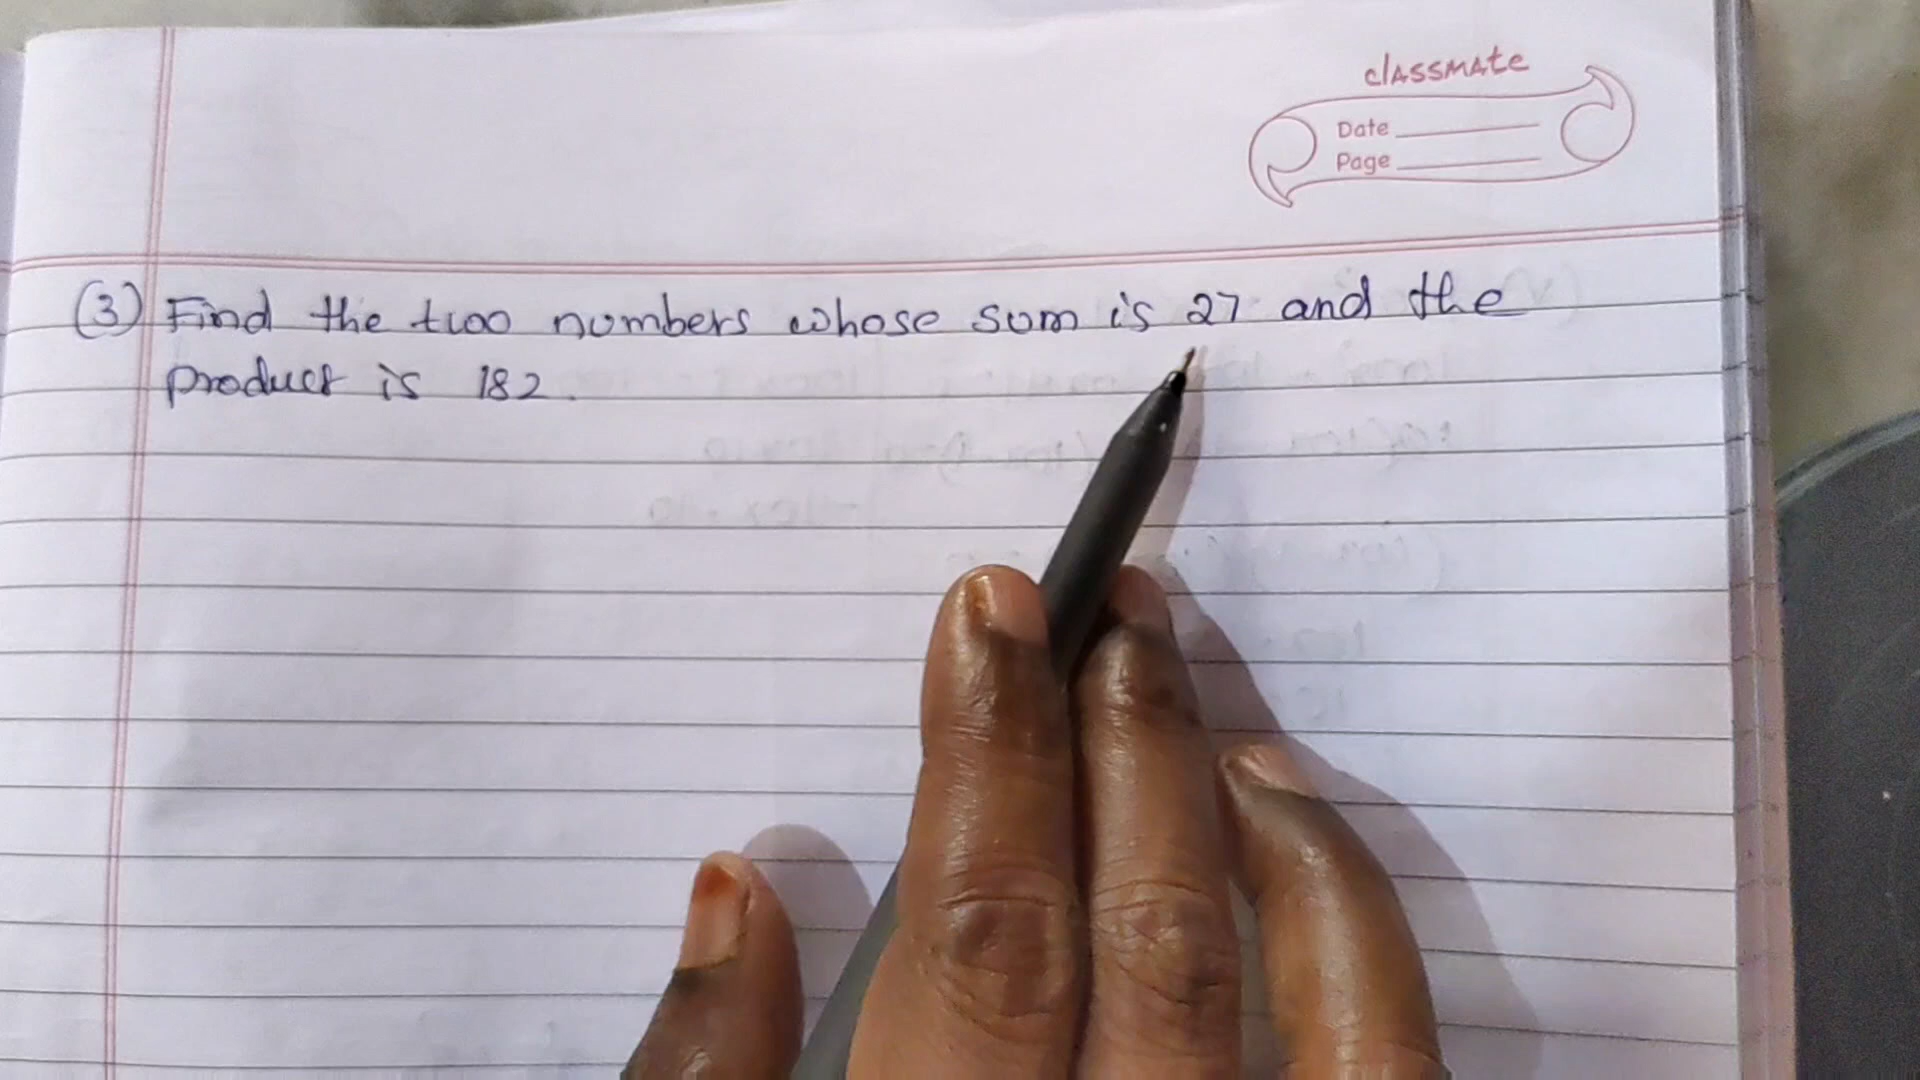 classmate
Date
Page
(3) Find the two numbers whose sum is 27 and the
product is 182.